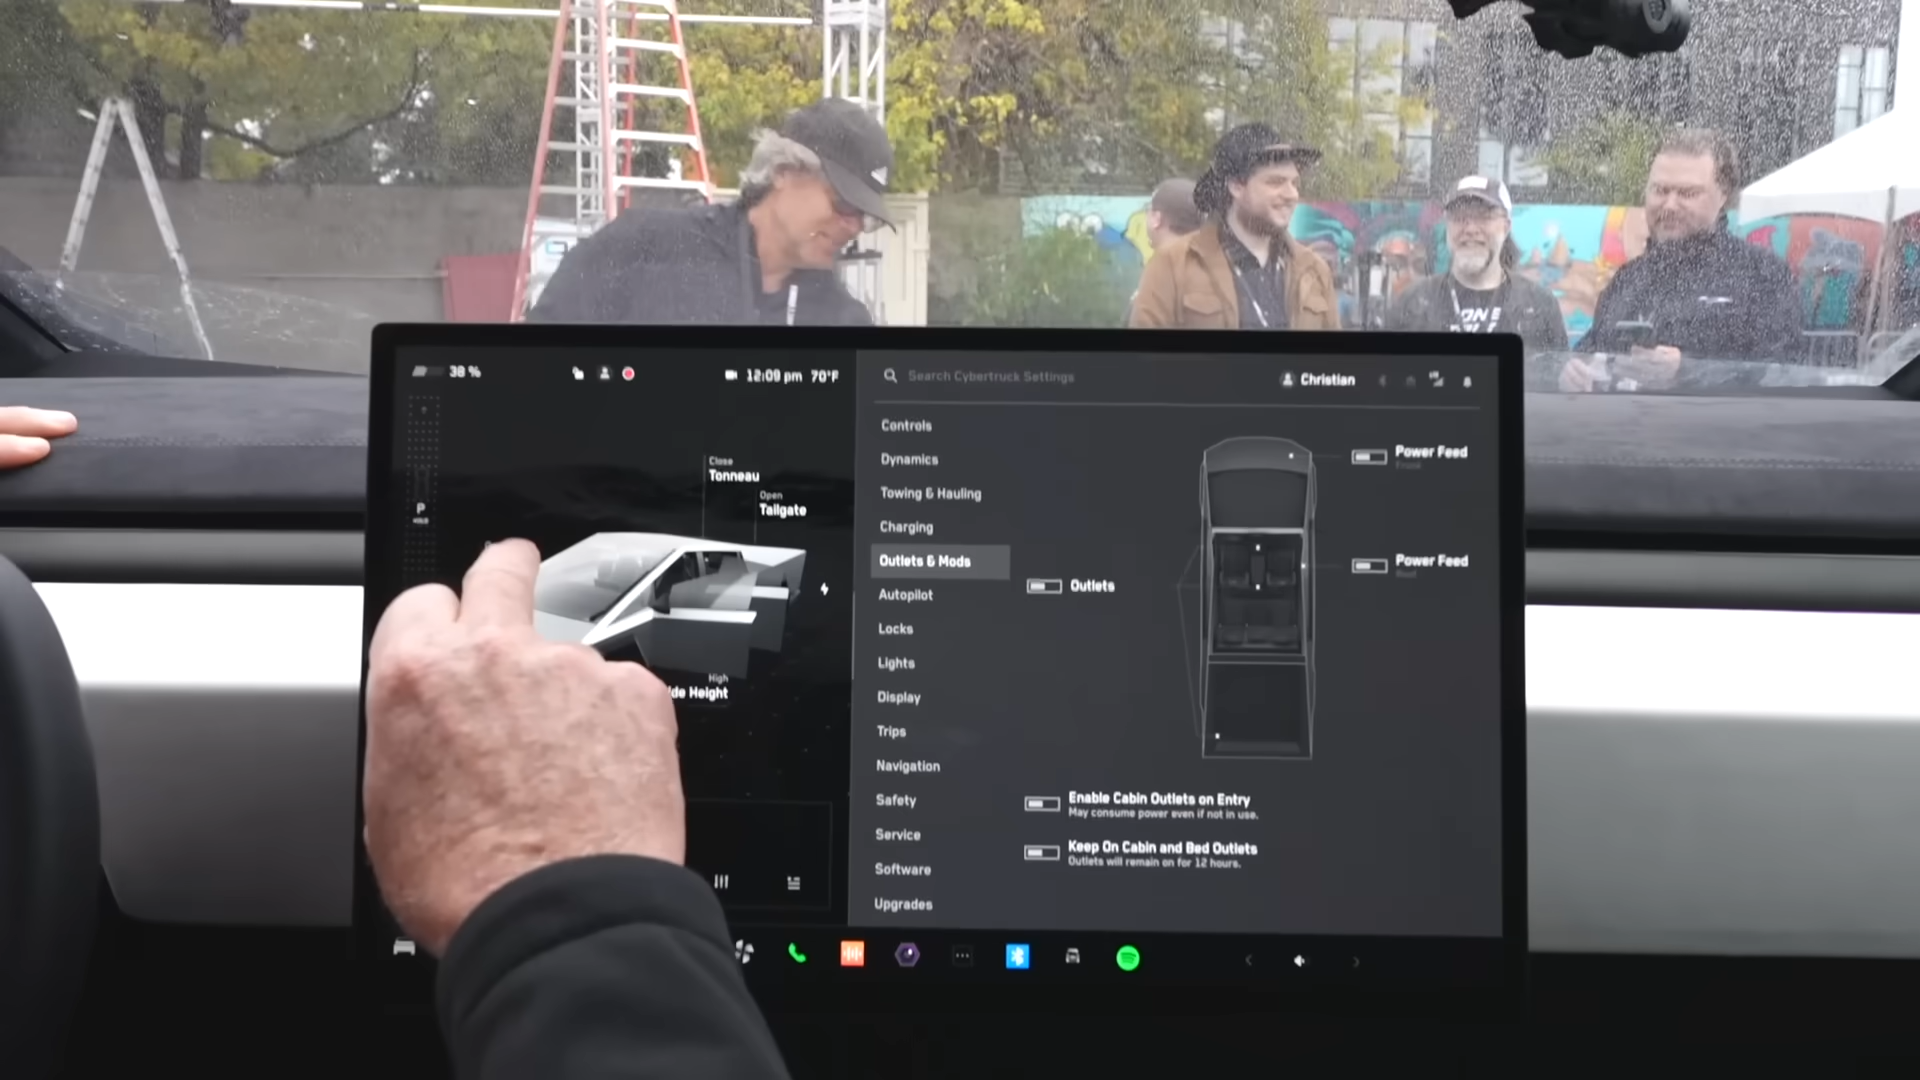 38 %
12:09 pm 70°F
P
HOLD
Close
Tonneau
Open
Tailgate
High
de Height
Search Cybertruck Settings
Christian
LTE
Controls
Dynamics
Towing & Hauling
Charging
Outlets & Mods
Autopilot
Locks
Lights
Display
Trips
Navigation
Safety
Service
Software
Upgrades
Power Feed
Front
Power Feed
Outlets
Enable Cabin Outlets on Entry
May consume power even if not in use.
Keep On Cabin and Bed Outlets
Outlets will remain on for 12 hours.